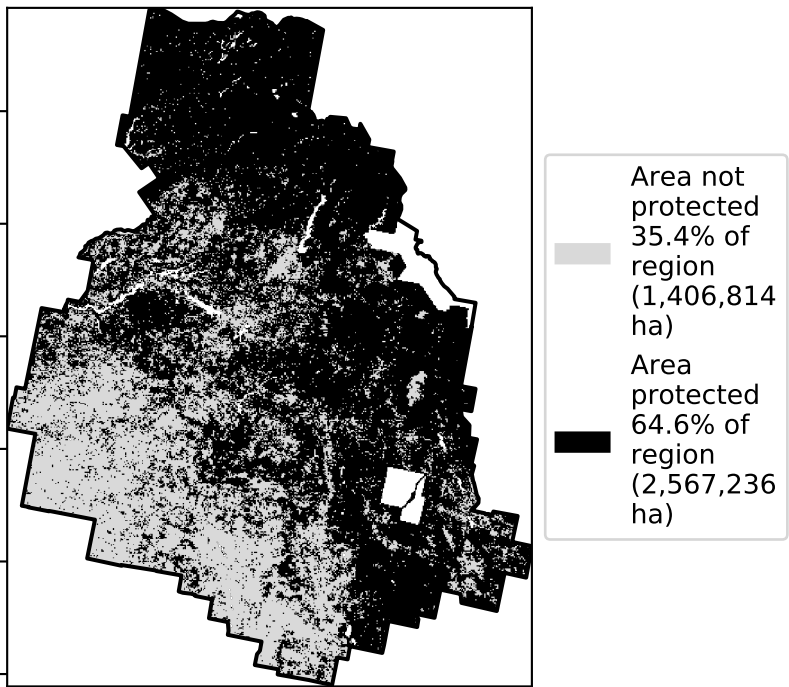 Area not
protected
35.4% of
region
(1,406,814
ha)
Area
protected
64.6% of
region
(2,567,236
ha)